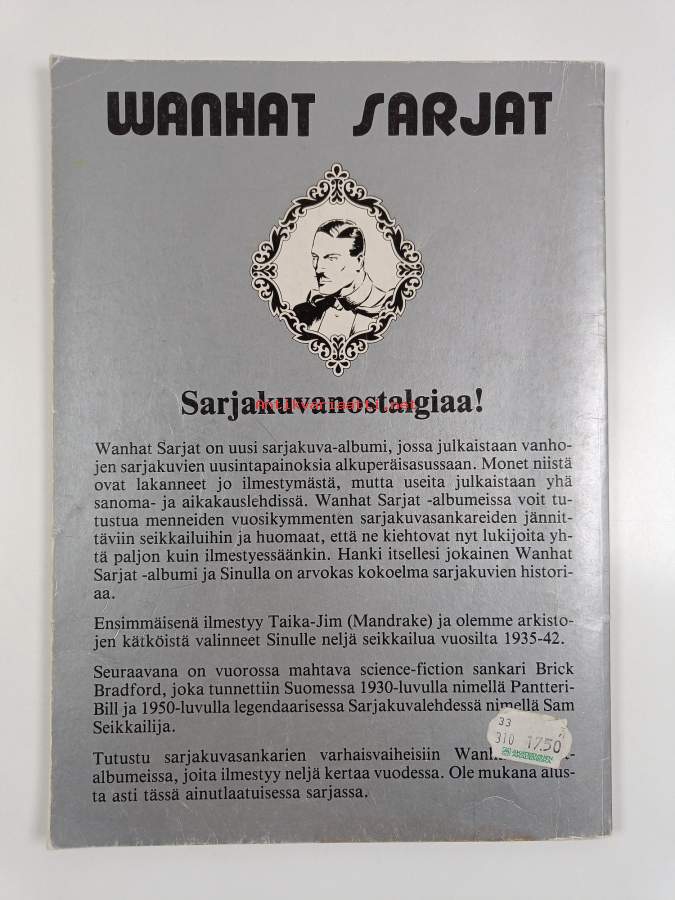 WANHAT SARJAT
Sarjakuvanostalgiaa!
Antikvariaatti.net
Wanhat Sarjat on uusi sarjakuva-albumi, jossa julkaistaan vanho-
jen sarjakuvien uusintapainoksia alkuperäisasussaan. Monet niistä
ovat lakanneet jo ilmestymästä, mutta useita julkaistaan yhä
sanoma- ja aikakauslehdissä. Wanhat Sarjat -albumeissa voit tu-
tustua menneiden vuosikymmenten sarjakuvasankareiden jännit-
täviin seikkailuihin ja huomaat, että ne kiehtovat nyt lukijoita yh-
tä paljon kuin ilmestyessäänkin. Hanki itsellesi jokainen Wanhat
Sarjat -albumi ja Sinulla on arvokas kokoelma sarjakuvien histori-
aa.
Ensimmäisenä ilmestyy Taika-Jim (Mandrake) ja olemme arkisto-
jen kätköistä valinneet Sinulle neljä seikkailua vuosilta 1935-42.
Seuraavana on vuorossa mahtava science-fiction sankari Brick
Bradford, joka tunnettiin Suomessa 1930-luvulla nimellä Pantteri-
Bill ja 1950-luvulla legendaarisessa Sarjakuvalehdessä nimellä Sam
Seikkailija.
33
310 17.50
Tutustu sarjakuvasankarien varhaisvaiheisiin
albumeissa, joita ilmestyy neljä kertaa vuodessa. Ole mukana alus-
ta asti tässä ainutlaatuisessa sarjassa.